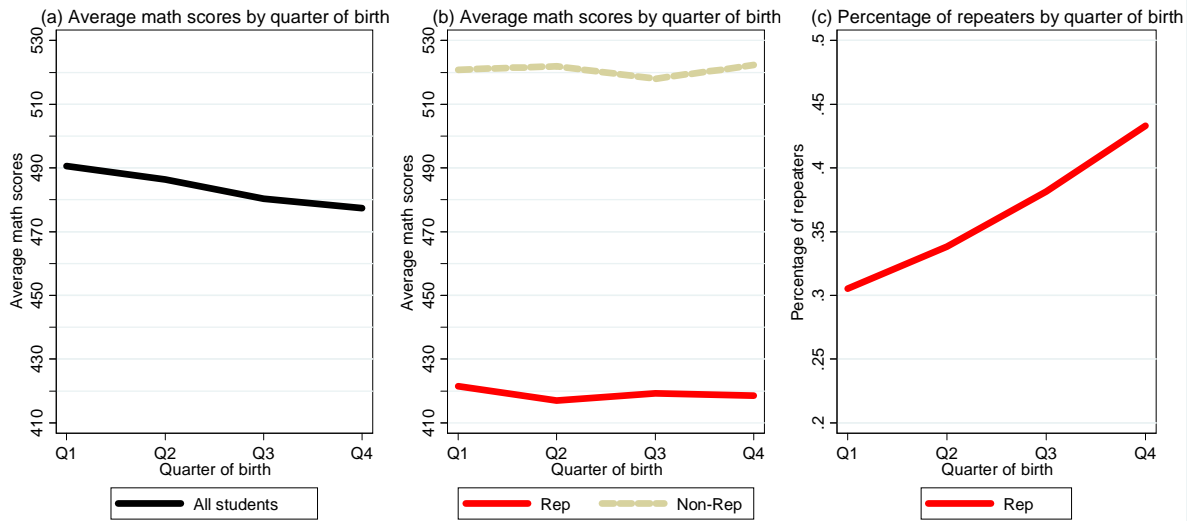 (a) Average math scores by quarter of birth
Average math scores
530
510
490
470
450
430
410
Q1 Q2 Q3 Q4
Quarter of birth
All students
(b) Average math scores by quarter of birth
Average math scores
530
510
490
470
450
430
410
Q1 Q2 Q3 Q4
Quarter of birth
Rep Non-Rep
(c) Percentage of repeaters by quarter of birth
Percentage of repeaters
.5
.45
.4
.35
.3
.25
.2
Q1 Q2 Q3 Q4
Quarter of birth
Rep